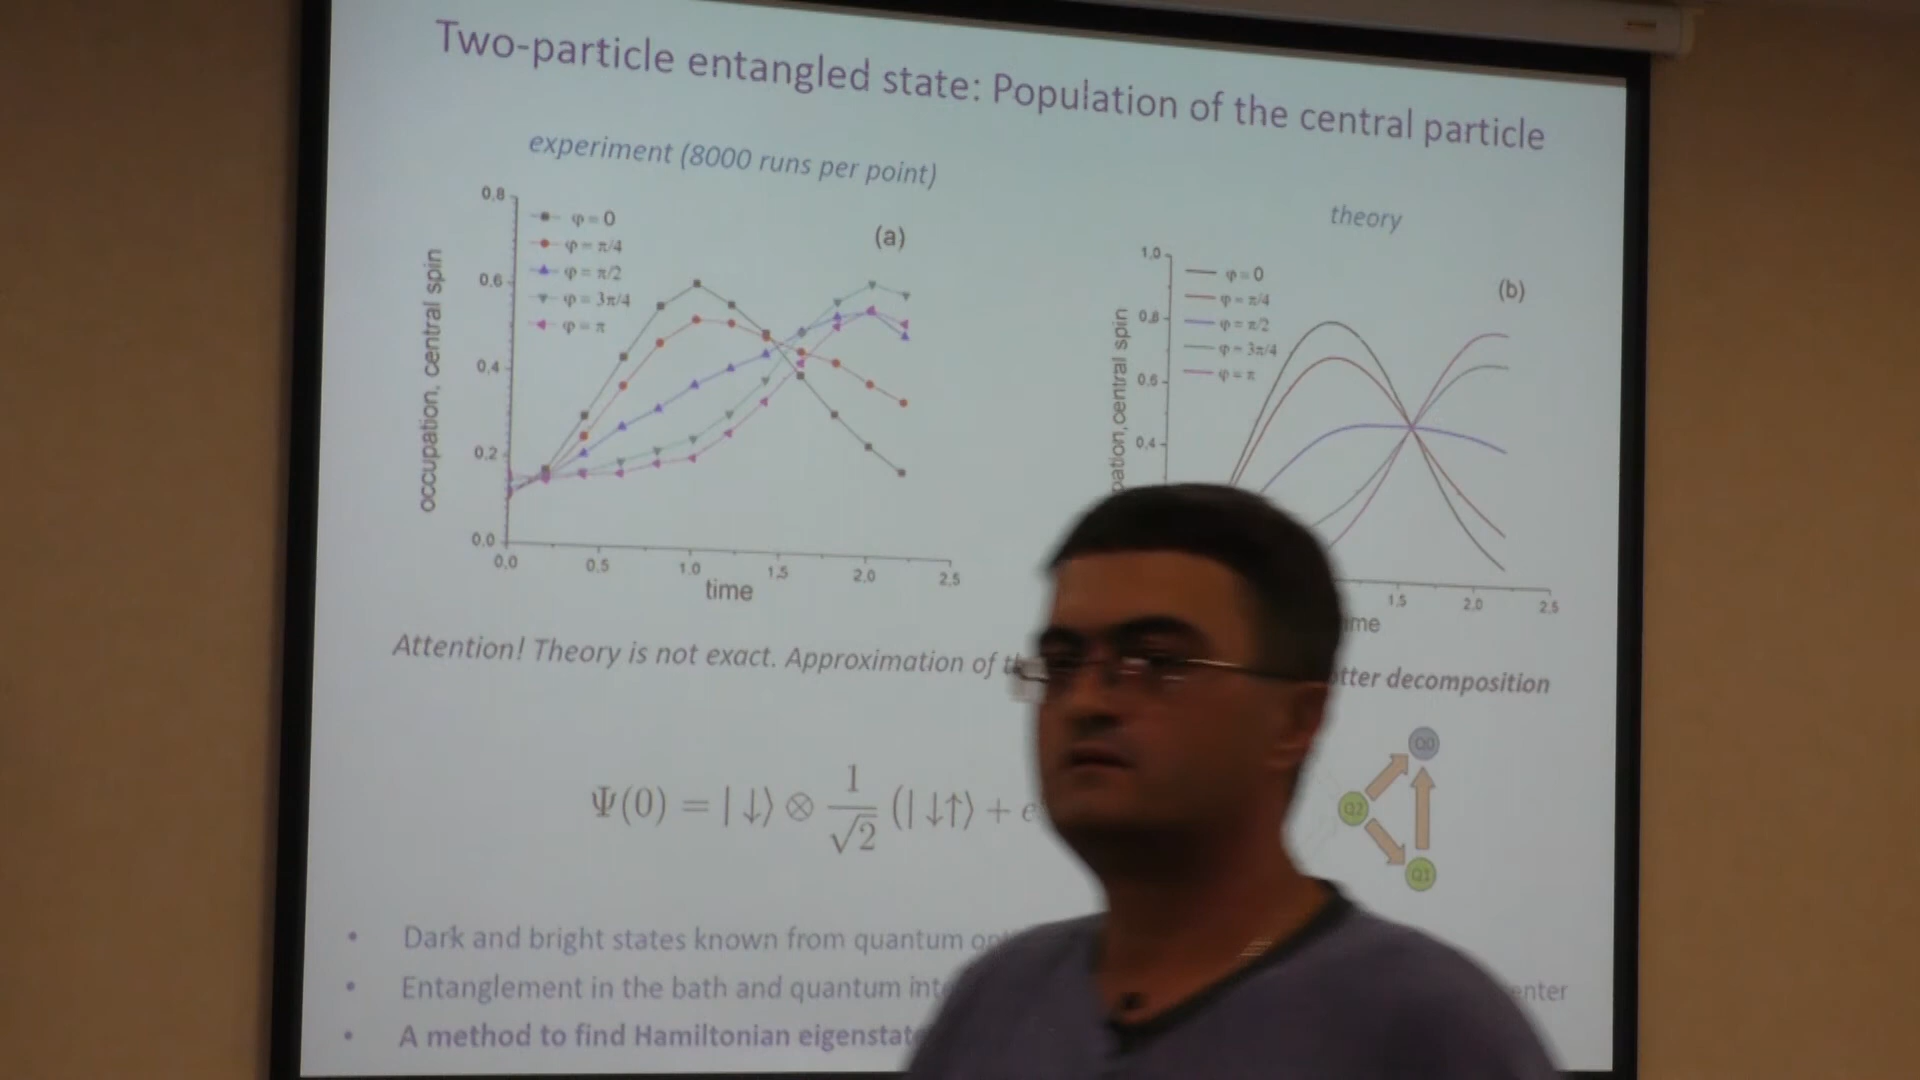 Two-particle entangled state: Population of the central particle
experiment (8000 runs per point)
theory
0,8
0,6
0,4
0,2
0,0
occupation, central spin
φ = 0
φ = π/4
φ = π/2
φ = 3π/4
φ = π
(a)
0,0 0,5 1,0 1,5 2,0 2,5
time
1,0
0,8
0,6
0,4
central spin
φ = 0
φ = π/4
φ = π/2
φ = 3π/4
φ = π
(b)
1,5 2,0 2,5
Attention! Theory is not exact. Approximation of decomposition
Ψ(0) = |↓⟩ ⊗ 1/√2 (|↓↑⟩ + e
Q0
Q2
Q1
• Dark and bright states known from quantum
• Entanglement in the bath and quantum
• A method to find Hamiltonian